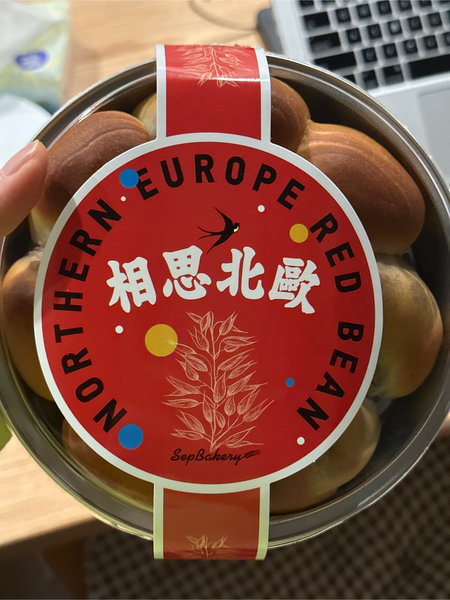 NORTHERN EUROPE RED BEAN
相思北歐
SepBakery